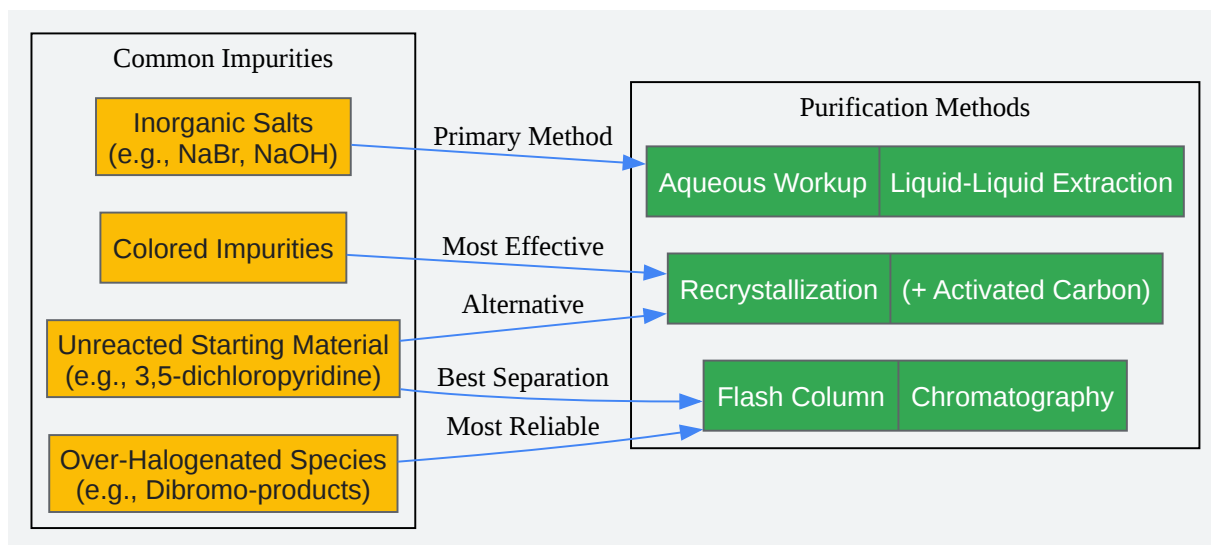 Common Impurities
Inorganic Salts
(e.g., NaBr, NaOH)
Colored Impurities
Unreacted Starting Material
(e.g., 3,5-dichloropyridine)
Over-Halogenated Species
(e.g., Dibromo-products)
Primary Method
Most Effective
Alternative
Best Separation
Most Reliable
Purification Methods
Aqueous Workup
Liquid-Liquid Extraction
Recrystallization
(+ Activated Carbon)
Flash Column
Chromatography